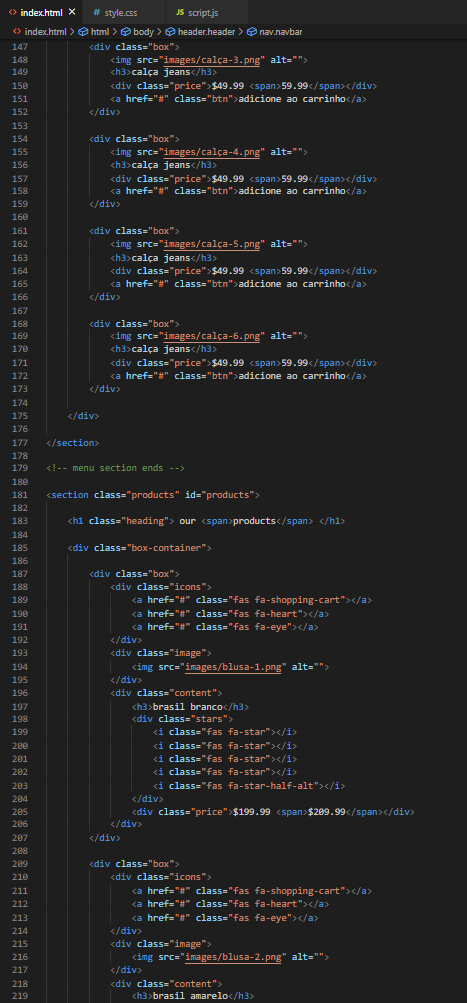 index.html × # style.css JS script.js
index.html > html > body > header.header > nav.navbar
147 <div class="box">
148 <img src="images/calça-3.png" alt="">
149 <h3>calça jeans</h3>
150 <div class="price">$49.99 <span>59.99</span></div>
151 <a href="#" class="btn">adicione ao carrinho</a>
152 </div>
153
154 <div class="box">
155 <img src="images/calça-4.png" alt="">
156 <h3>calça jeans</h3>
157 <div class="price">$49.99 <span>59.99</span></div>
158 <a href="#" class="btn">adicione ao carrinho</a>
159 </div>
160
161 <div class="box">
162 <img src="images/calça-5.png" alt="">
163 <h3>calça jeans</h3>
164 <div class="price">$49.99 <span>59.99</span></div>
165 <a href="#" class="btn">adicione ao carrinho</a>
166 </div>
167
168 <div class="box">
169 <img src="images/calça-6.png" alt="">
170 <h3>calça jeans</h3>
171 <div class="price">$49.99 <span>59.99</span></div>
172 <a href="#" class="btn">adicione ao carrinho</a>
173 </div>
174
175 </div>
176
177 </section>
178
179 <!-- menu section ends -->
180
181 <section class="products" id="products">
182
183 <h1 class="heading"> our <span>products</span> </h1>
184
185 <div class="box-container">
186
187 <div class="box">
188 <div class="icons">
189 <a href="#" class="fas fa-shopping-cart"></a>
190 <a href="#" class="fas fa-heart"></a>
191 <a href="#" class="fas fa-eye"></a>
192 </div>
193 <div class="image">
194 <img src="images/blusa-1.png" alt="">
195 </div>
196 <div class="content">
197 <h3>brasil branco</h3>
198 <div class="stars">
199 <i class="fas fa-star"></i>
200 <i class="fas fa-star"></i>
201 <i class="fas fa-star"></i>
202 <i class="fas fa-star"></i>
203 <i class="fas fa-star-half-alt"></i>
204 </div>
205 <div class="price">$199.99 <span>$209.99</span></div>
206 </div>
207 </div>
208
209 <div class="box">
210 <div class="icons">
211 <a href="#" class="fas fa-shopping-cart"></a>
212 <a href="#" class="fas fa-heart"></a>
213 <a href="#" class="fas fa-eye"></a>
214 </div>
215 <div class="image">
216 <img src="images/blusa-2.png" alt="">
217 </div>
218 <div class="content">
219 <h3>brasil amarelo</h3>